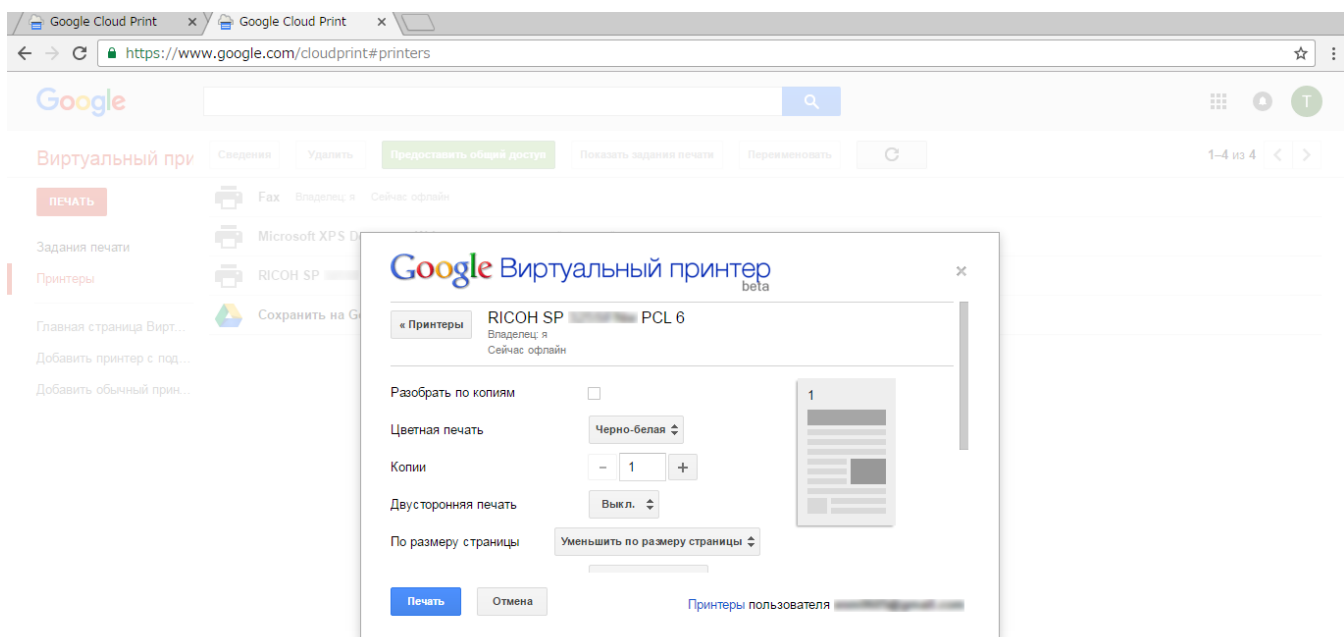 Google Cloud Print
Google Cloud Print
https://www.google.com/cloudprint#printers
Google
T
Виртуальный при
Сведения Удалить Предоставить общий доступ Показать задания печати Переименовать
1–4 из 4
ПЕЧАТЬ
Fax Владелец: я Сейчас офлайн
Задания печати
Microsoft XPS D
Принтеры
RICOH SP
Сохранить на G
Главная страница Вирт...
Добавить принтер с под...
Добавить обычный прин...
Google Виртуальный принтер
beta
« Принтеры
RICOH SP PCL 6
Владелец: я
Сейчас офлайн
Разобрать по копиям
1
Цветная печать Черно-белая
Копии − 1 +
Двусторонняя печать Выкл.
По размеру страницы Уменьшить по размеру страницы
Печать Отмена
Принтеры пользователя